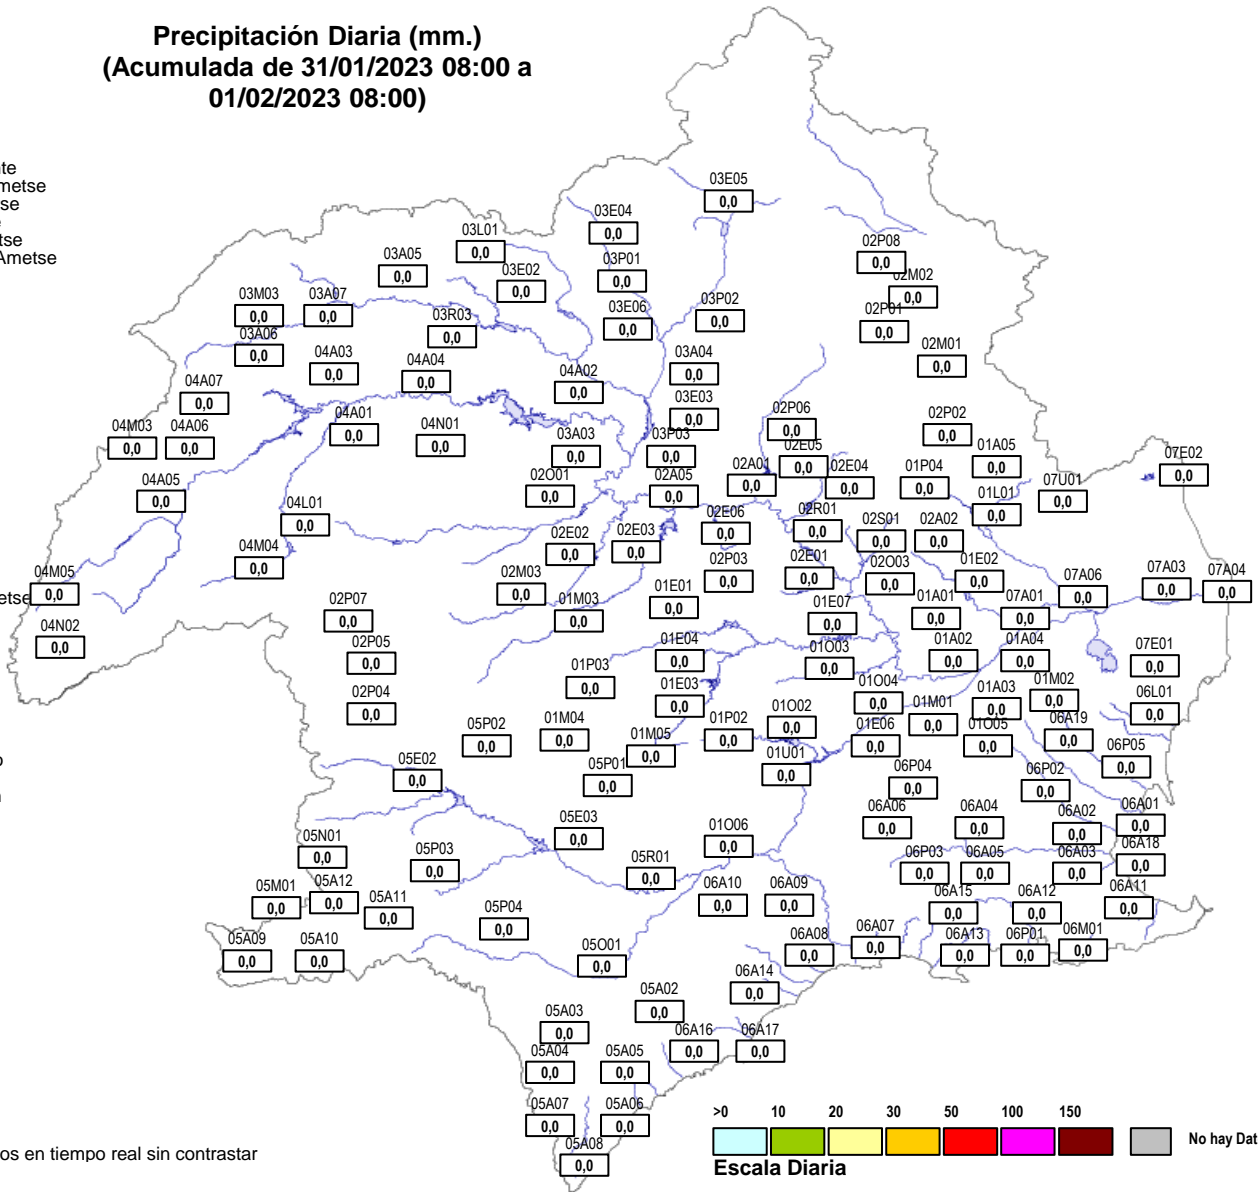 Precipitación Diaria (mm.)
(Acumulada de 31/01/2023 08:00 a
01/02/2023 08:00)
nte
metse
tse
tse
Ametse
03E05
0,0
03E04
0,0
03L01
0,0
03A05
0,0
03P01
0,0
03E02
0,0
02P08
0,0
02M02
0,0
03M03
0,0
03A07
0,0
03R03
0,0
03E06
0,0
03P02
0,0
02P01
0,0
03A06
0,0
04A03
0,0
04A04
0,0
04A02
0,0
03A04
0,0
02M01
0,0
04A07
0,0
03E03
0,0
04M03
0,0
04A06
0,0
04A01
0,0
04N01
0,0
03A03
0,0
03P03
0,0
02P06
0,0
02P02
0,0
02E05
0,0
01A05
0,0
07E02
0,0
04A05
0,0
02O01
0,0
02A05
0,0
02A01
0,0
02E04
0,0
01P04
0,0
01L01
0,0
07U01
0,0
04L01
0,0
02E06
0,0
02R01
0,0
02S01
0,0
02A02
0,0
04M04
0,0
02E02
0,0
02E03
0,0
02P03
0,0
02E01
0,0
02O03
0,0
01E02
0,0
04M05
0,0
etse
02M03
0,0
01M03
0,0
01E01
0,0
01E07
0,0
01A01
0,0
07A01
0,0
07A06
0,0
07A03
0,0
07A04
0,0
04N02
0,0
02P07
0,0
02P05
0,0
01E04
0,0
01O03
0,0
01A02
0,0
01A04
0,0
07E01
0,0
02P04
0,0
01P03
0,0
01E03
0,0
01O04
0,0
01M01
0,0
01A03
0,0
01M02
0,0
06L01
0,0
05P02
0,0
01M04
0,0
01M05
0,0
01P02
0,0
01O02
0,0
01E06
0,0
01O05
0,0
06A19
0,0
05E02
0,0
05P01
0,0
01U01
0,0
06P04
0,0
06P02
0,0
06P05
0,0
05E03
0,0
01O06
0,0
06A06
0,0
06A04
0,0
06A02
0,0
06A01
0,0
05N01
0,0
05P03
0,0
05R01
0,0
06P03
0,0
06A05
0,0
06A03
0,0
06A18
0,0
05M01
0,0
05A12
0,0
05A11
0,0
06A10
0,0
06A09
0,0
06A15
0,0
06A12
0,0
06A11
0,0
05P04
0,0
05A09
0,0
05A10
0,0
05O01
0,0
06A08
0,0
06A07
0,0
06A13
0,0
06P01
0,0
06M01
0,0
05A02
0,0
06A14
0,0
05A03
0,0
06A16
0,0
06A17
0,0
05A04
0,0
05A05
0,0
05A07
0,0
05A06
0,0
05A08
0,0
>0 10 20 30 50 100 150
No hay Dat
Escala Diaria
os en tiempo real sin contrastar